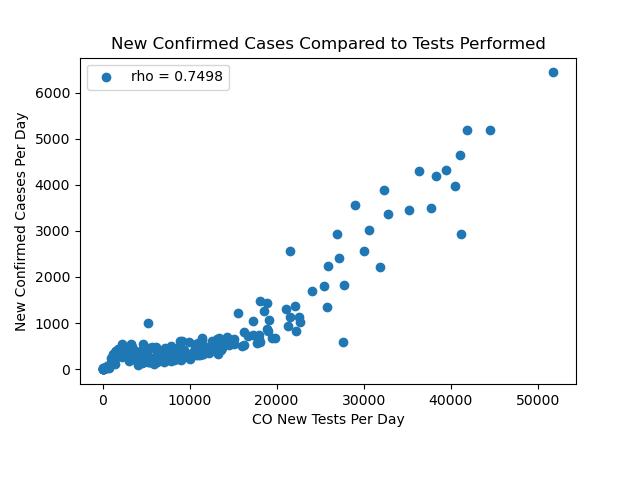 New Confirmed Cases Compared to Tests Performed
rho = 0.7498
New Confirmed Caeses Per Day
6000
5000
4000
3000
2000
1000
0
0 10000 20000 30000 40000 50000
CO New Tests Per Day